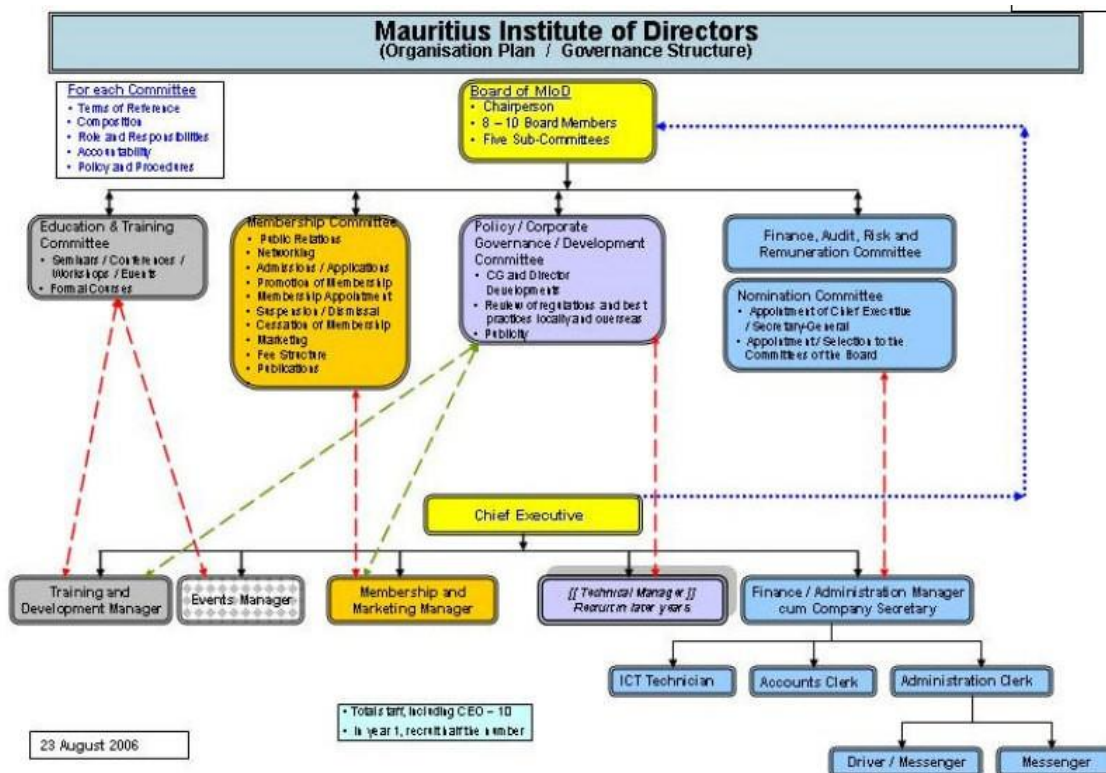 Mauritius Institute of Directors
(Organisation Plan / Governance Structure)
For each Committee
• Terms of Reference
• Composition
• Role and Responsibilities
• Accountability
• Policy and Procedures
Board of MIoD
• Chairperson
• 8 – 10 Board Members
• Five Sub-Committees
Education & Training
Committee
• Seminars / Conferences /
Workshops / Events
• Formal Courses
Membership Committee
• Public Relations
• Networking
• Admissions / Applications
• Promotion of Membership
• Membership Appointment
• Suspension / Dismissal
• Cessation of Membership
• Marketing
• Fee Structure
• Publications
•
Policy / Corporate
Governance / Development
Committee
• CG and Director
Developments
• Review of regulations and best
practices locally and overseas
• Publicity
Finance, Audit, Risk and
Remuneration Committee
Nomination Committee
• Appointment of Chief Executive
/ Secretary-General
• Appointment / Selection to the
Committees of the Board
Chief Executive
Training and
Development Manager
Events Manager
Membership and
Marketing Manager
[[ Technical Manager ]]
Recruit in later years
Finance / Administration Manager
cum Company Secretary
ICT Technician
Accounts Clerk
Administration Clerk
• Total staff, including CEO – 10
• In year 1, recruit half the number
23 August 2006
Driver / Messenger
Messenger